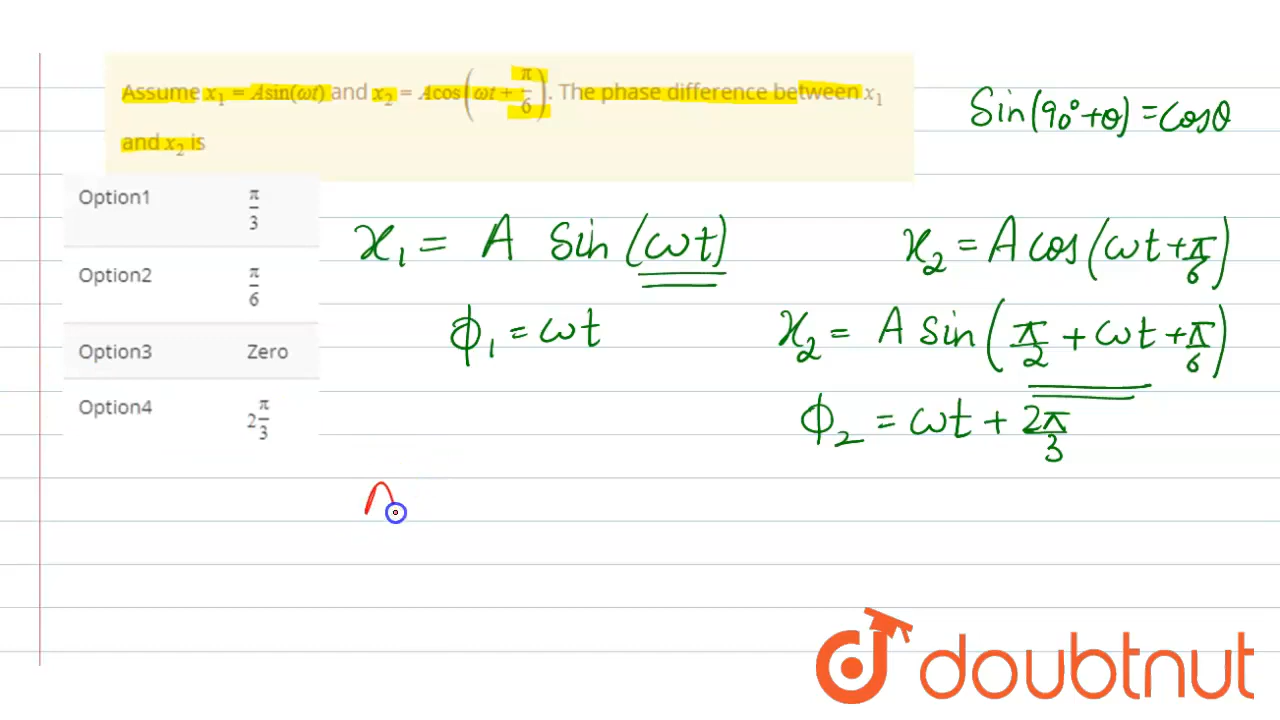 Assume x₁ = Asin(ωt) and x₂ = Acos(ωt + π/6). The phase difference between x₁
and x₂ is
Sin(90°+θ) = cosθ
Option1 π/3
Option2 π/6
Option3 Zero
Option4 2π/3
x₁ = A Sin(ωt)
x₂ = A cos(ωt + π/6)
ϕ₁ = ωt
x₂ = A Sin(π/2 + ωt + π/6)
ϕ₂ = ωt + 2π/3
doubtnut